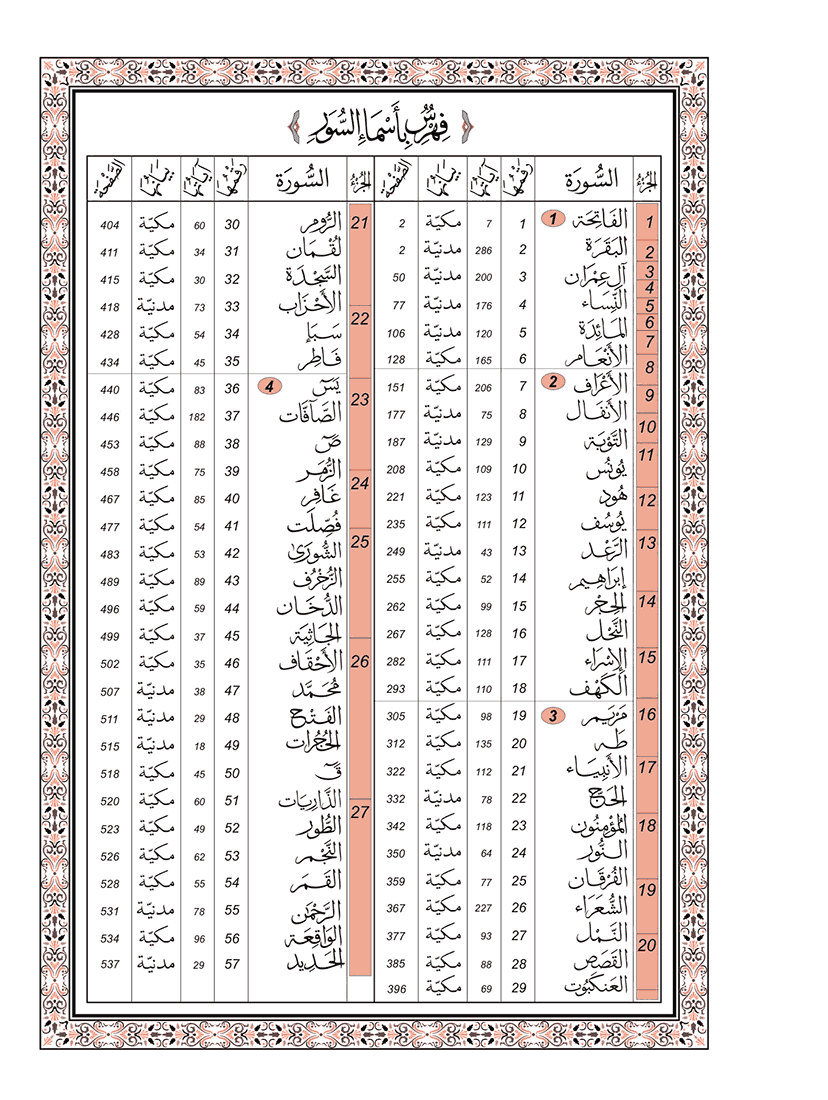 فِهْرِسٌ بِأَسْمَاءِ السُّوَرِ
الجزء السُّورَة رقمها آياتها بيانها الصفحة
1 الفَاتِحَة 1 1 7 مكيّة 2
2 البَقَرَة 2 286 مدنيّة 2
3 آل عِمْرَان 3 200 مدنيّة 50
4
5 النِّسَاء 4 176 مدنيّة 77
6 المَائِدَة 5 120 مدنيّة 106
7
8 الأَنْعَام 6 165 مكيّة 128
9 الأَعْرَاف 2 7 206 مكيّة 151
10 الأَنْفَال 8 75 مدنيّة 177
التَّوْبَة 9 129 مدنيّة 187
11 يُونُس 10 109 مكيّة 208
12 هُود 11 123 مكيّة 221
يُوسُف 12 111 مكيّة 235
13 الرَّعْد 13 43 مدنيّة 249
إِبْرَاهِيم 14 52 مكيّة 255
14 الحِجْر 15 99 مكيّة 262
النَّحْل 16 128 مكيّة 267
15 الإِسْرَاء 17 111 مكيّة 282
الكَهْف 18 110 مكيّة 293
16 مَرْيَم 3 19 98 مكيّة 305
طه 20 135 مكيّة 312
17 الأَنْبِيَاء 21 112 مكيّة 322
الحَجّ 22 78 مدنيّة 332
18 المُؤْمِنُون 23 118 مكيّة 342
النُّور 24 64 مدنيّة 350
19 الفُرْقَان 25 77 مكيّة 359
الشُّعَرَاء 26 227 مكيّة 367
20 النَّمْل 27 93 مكيّة 377
القَصَص 28 88 مكيّة 385
العَنكَبُوت 29 69 مكيّة 396
الجزء السُّورَة رقمها آياتها بيانها الصفحة
21 الرُّوم 30 60 مكيّة 404
لُقْمَان 31 34 مكيّة 411
السَّجْدَة 32 30 مكيّة 415
22 الأَحْزَاب 33 73 مدنيّة 418
سَبَإ 34 54 مكيّة 428
فَاطِر 35 45 مكيّة 434
23 يسٓ 4 36 83 مكيّة 440
الصَّافَّات 37 182 مكيّة 446
صٓ 38 88 مكيّة 453
24 الزُّمَر 39 75 مكيّة 458
غَافِر 40 85 مكيّة 467
فُصِّلَت 41 54 مكيّة 477
25 الشُّورَىٰ 42 53 مكيّة 483
الزُّخْرُف 43 89 مكيّة 489
الدُّخَان 44 59 مكيّة 496
الجَاثِيَة 45 37 مكيّة 499
26 الأَحْقَاف 46 35 مكيّة 502
مُحَمَّد 47 38 مدنيّة 507
الفَتْح 48 29 مدنيّة 511
الحُجُرَات 49 18 مدنيّة 515
قٓ 50 45 مكيّة 518
27 الذَّارِيَات 51 60 مكيّة 520
الطُّور 52 49 مكيّة 523
النَّجْم 53 62 مكيّة 526
القَمَر 54 55 مكيّة 528
الرَّحْمَٰن 55 78 مدنيّة 531
الوَاقِعَة 56 96 مكيّة 534
الحَدِيد 57 29 مدنيّة 537